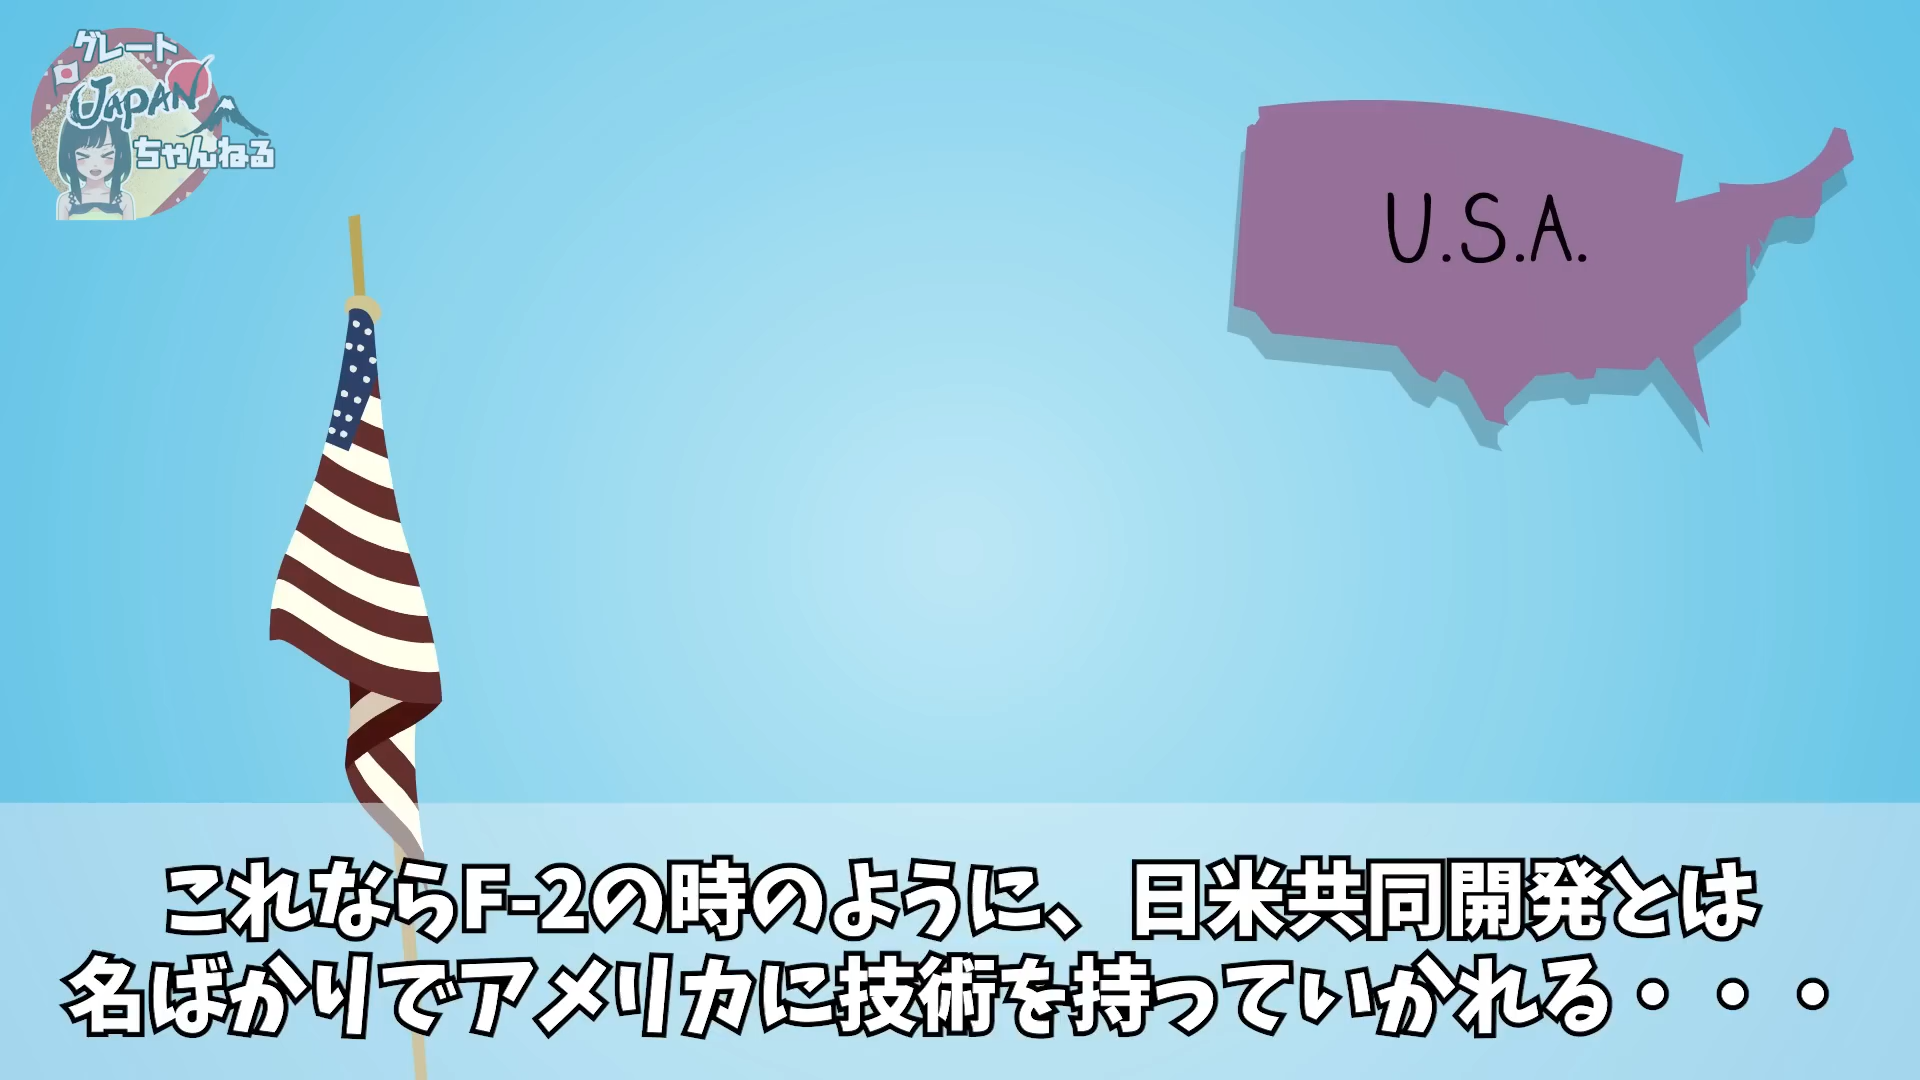 グレート
JAPAN
ちゃんねる
U.S.A.
これならF-2の時のように、日米共同開発とは
名ばかりでアメリカに技術を持っていかれる・・・